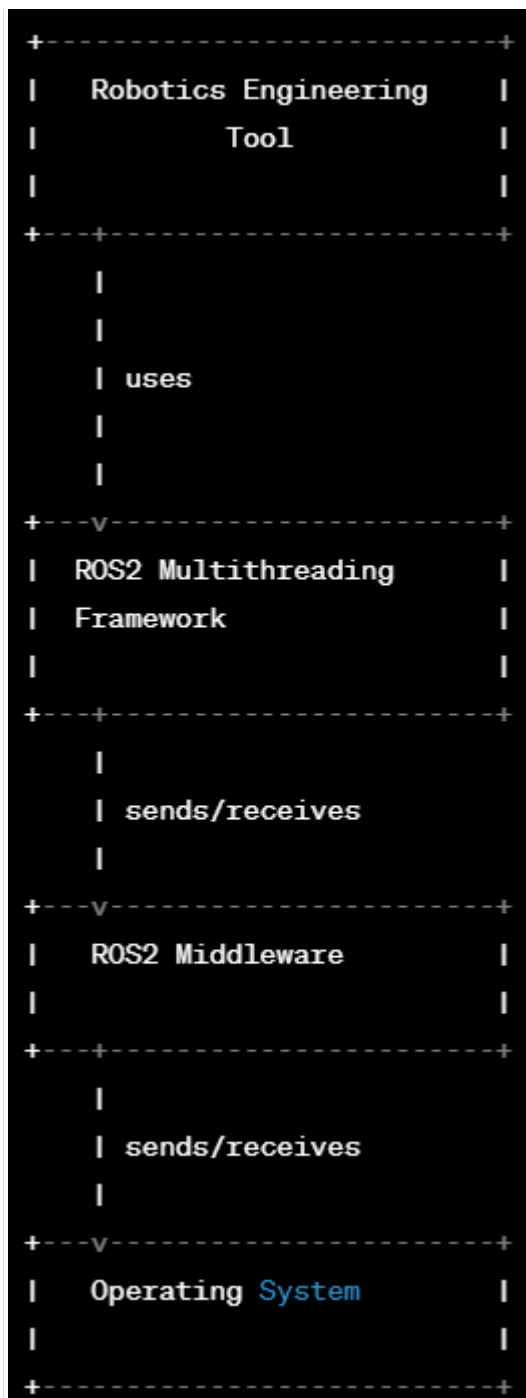 +---------------------------+
|   Robotics Engineering    |
|           Tool            |
|                           |
+---+-----------------------+
    |
    |
    | uses
    |
    |
+---v-----------------------+
|  ROS2 Multithreading      |
|  Framework                |
|                           |
+---+-----------------------+
    |
    | sends/receives
    |
+---v-----------------------+
|   ROS2 Middleware         |
|                           |
+---+-----------------------+
    |
    | sends/receives
    |
+---v-----------------------+
|   Operating System        |
|                           |
+---------------------------+